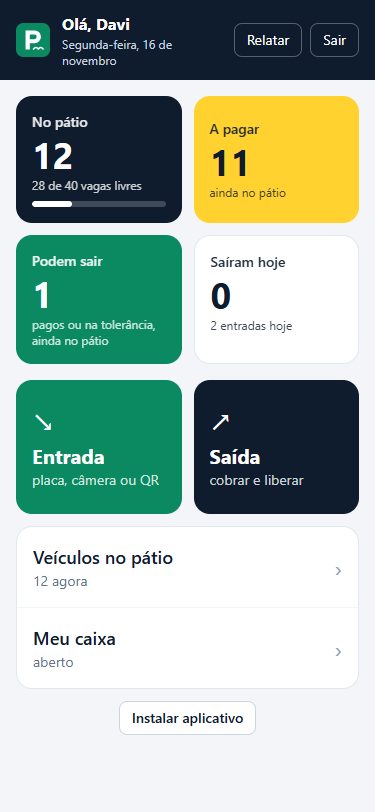 P
Olá, Davi
Segunda-feira, 16 de
novembro
Relatar
Sair
No pátio
12
28 de 40 vagas livres
A pagar
11
ainda no pátio
Podem sair
1
pagos ou na tolerância,
ainda no pátio
Saíram hoje
0
2 entradas hoje
Entrada
placa, câmera ou QR
Saída
cobrar e liberar
Veículos no pátio
12 agora
Meu caixa
aberto
Instalar aplicativo